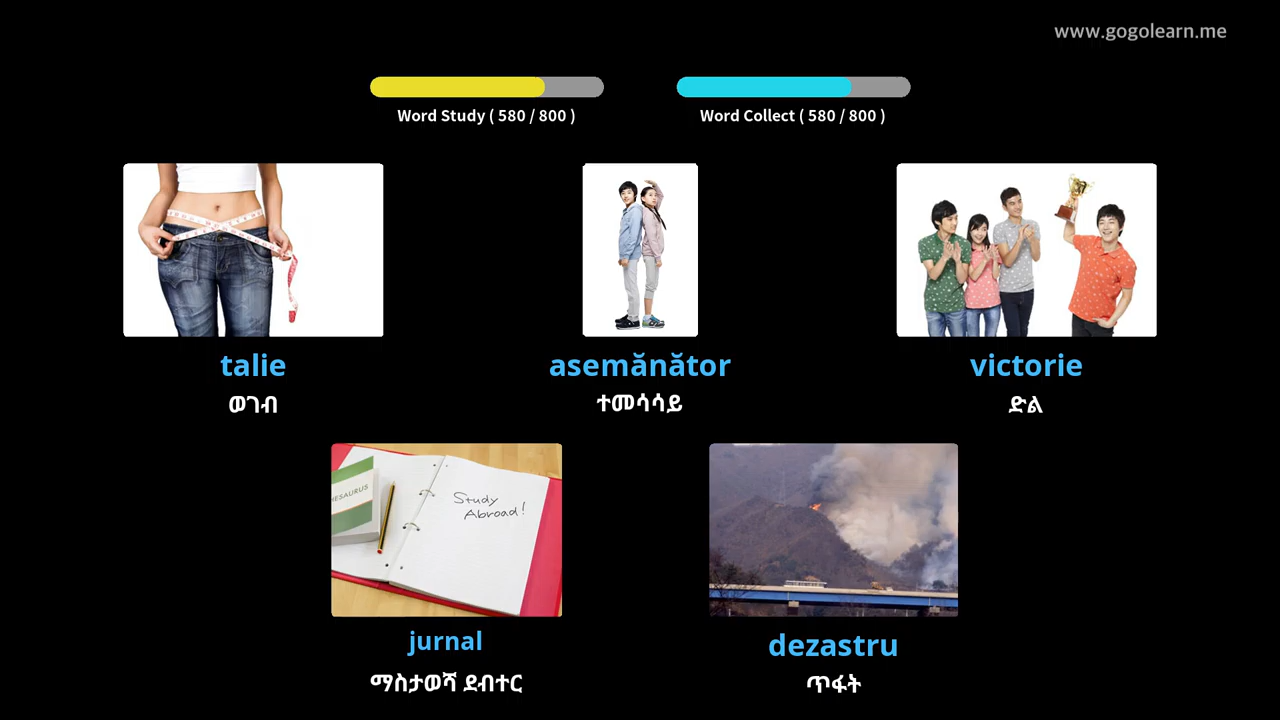 www.gogolearn.me
Word Study ( 580 / 800 )
Word Collect ( 580 / 800 )
talie
ወገብ
asemănător
ተመሳሳይ
victorie
ድል
HESAURUS
Study
Abroad!
jurnal
ማስታወሻ ደብተር
dezastru
ጥፋት